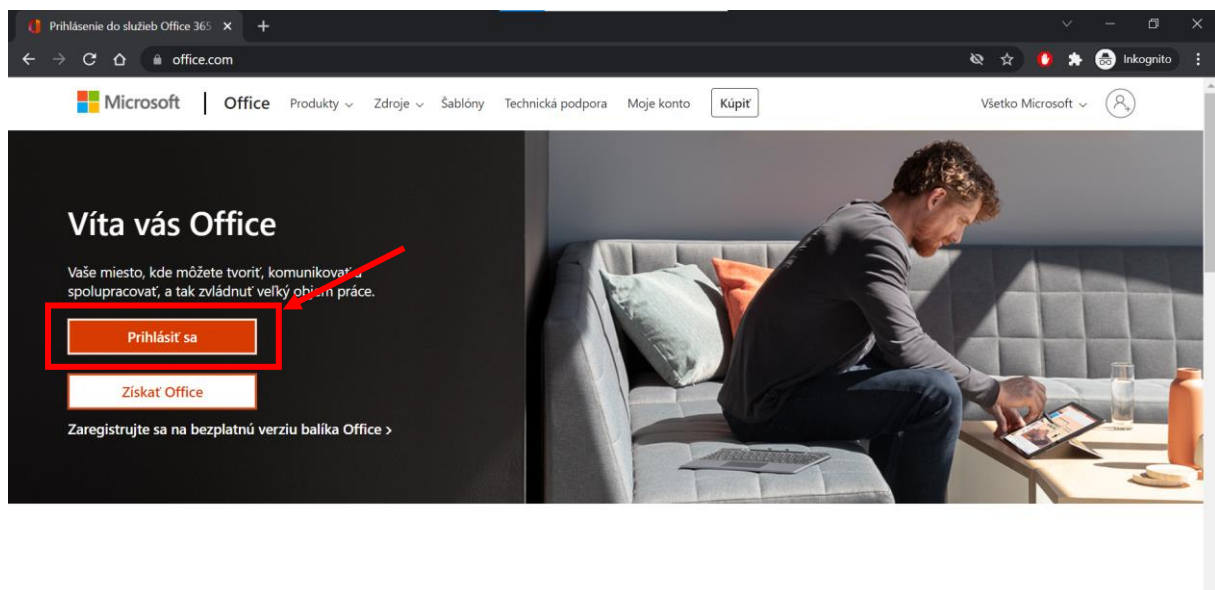 Prihlásenie do služieb Office 365
office.com
Inkognito
Microsoft
Office
Produkty
Zdroje
Šablóny
Technická podpora
Moje konto
Kúpiť
Všetko Microsoft
Víta vás Office
Vaše miesto, kde môžete tvoriť, komunikovať a
spolupracovať, a tak zvládnuť veľký objem práce.
Prihlásiť sa
Získať Office
Zaregistrujte sa na bezplatnú verziu balíka Office >